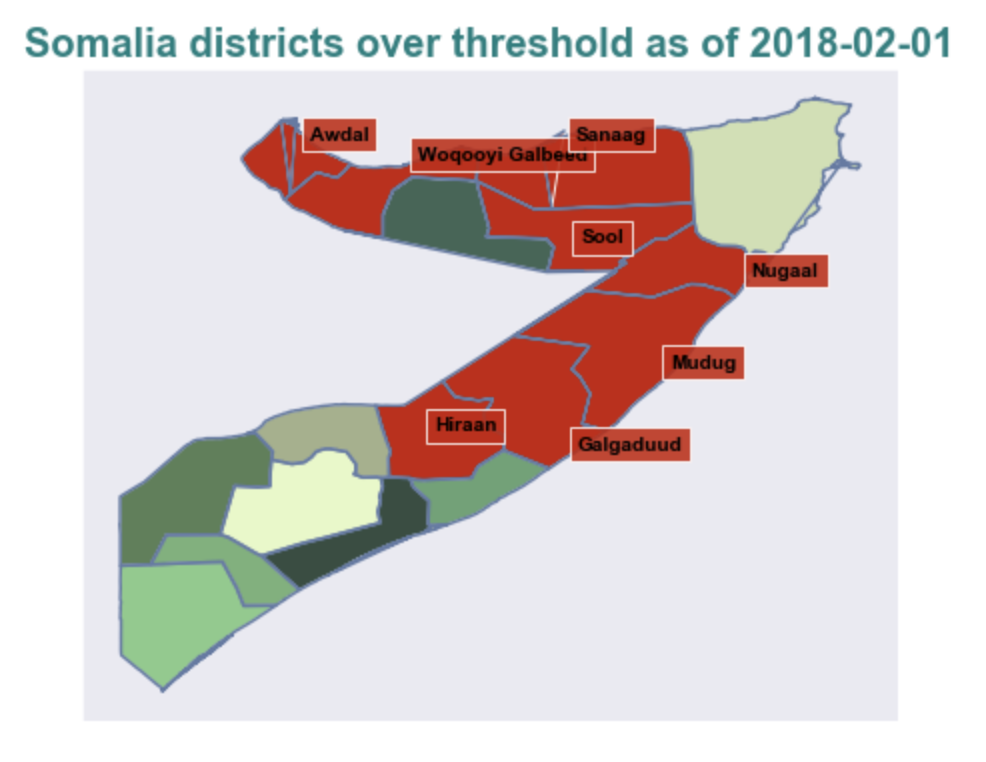 Somalia districts over threshold as of 2018-02-01
Awdal
Sanaag
Woqooyi Galbeed
Sool
Nugaal
Mudug
Hiraan
Galgaduud